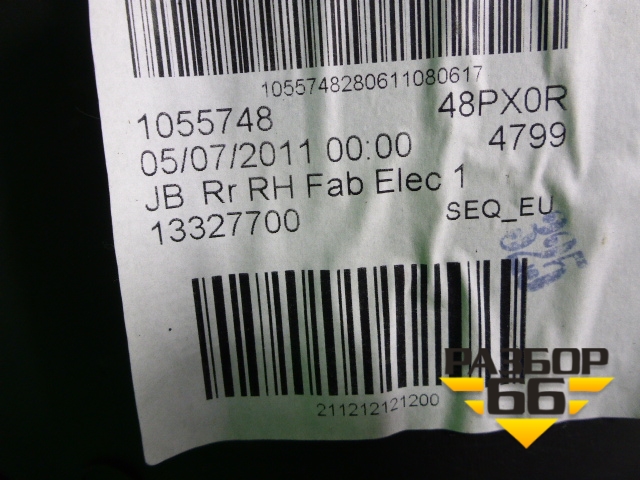 1055748280611080617
1055748 48PX0R
05/07/2011 00:00 4799
JB Rr RH Fab Elec 1
13327700 SEQ_EU
211212121200
РАЗБОР
66